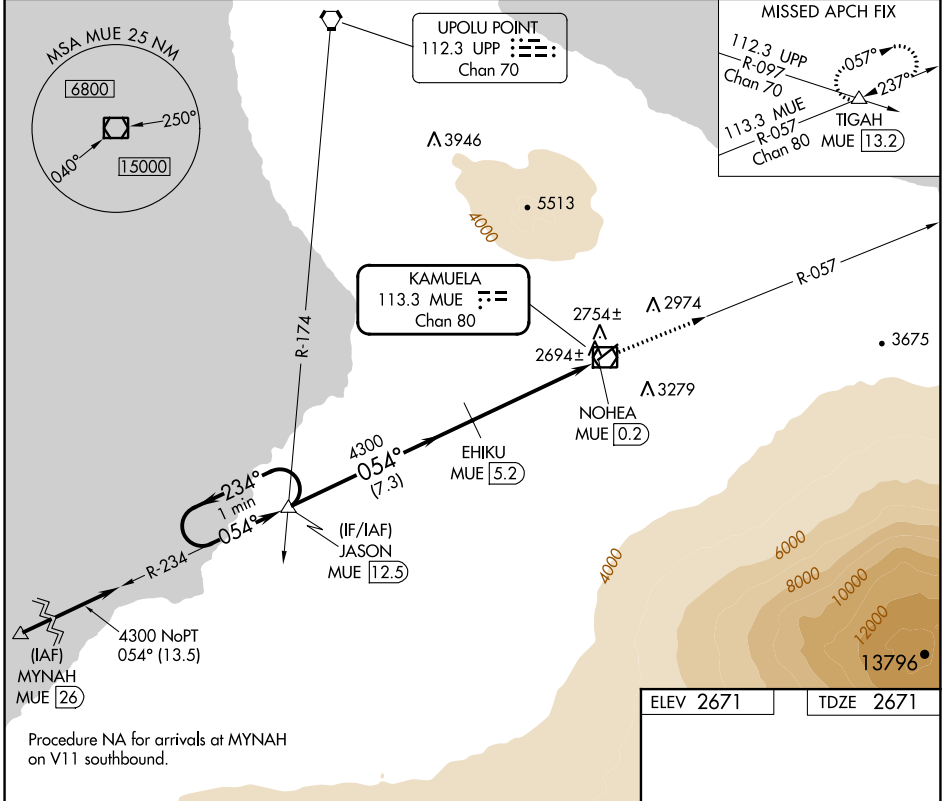 MSA MUE 25 NM
6800
250°
040°
15000
UPOLU POINT
112.3 UPP
Chan 70
MISSED APCH FIX
112.3 UPP
R-097
Chan 70
057°
237°
113.3 MUE
R-057
Chan 80
TIGAH
MUE 13.2
3946
5513
4000
KAMUELA
113.3 MUE
Chan 80
R-174
R-057
2754±
2974
2694±
3675
3279
NOHEA
MUE 0.2
EHIKU
MUE 5.2
4300
054°
(7.3)
234°
1 min
054°
(IF/IAF)
JASON
MUE 12.5
R-234
4300 NoPT
054° (13.5)
(IAF)
MYNAH
MUE 26
4000
6000
8000
10000
12000
13796
Procedure NA for arrivals at MYNAH
on V11 southbound.
ELEV 2671
TDZE 2671